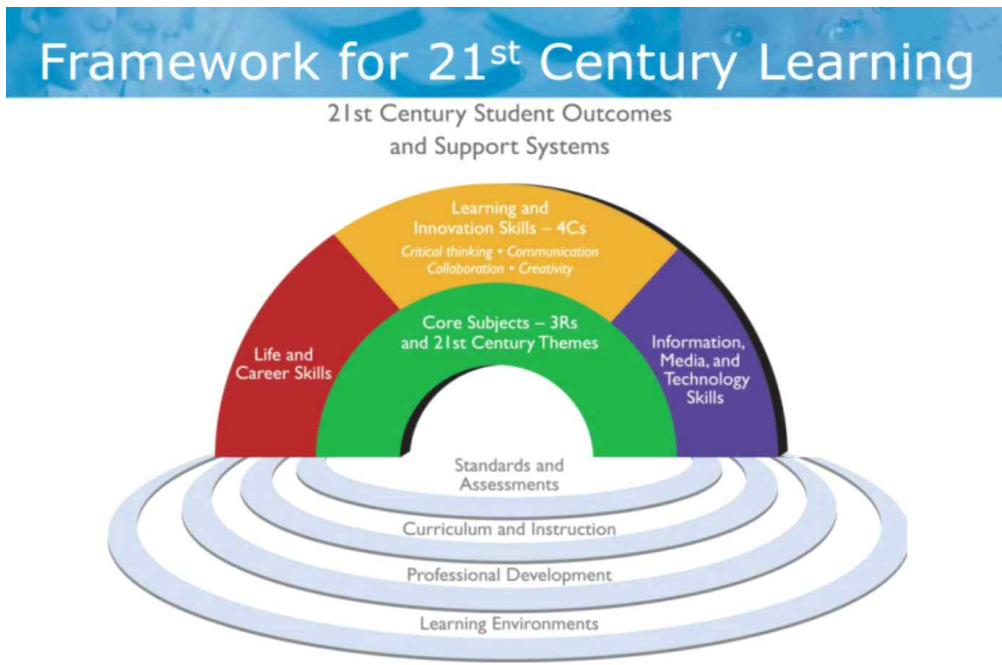 Framework for 21st Century Learning
21st Century Student Outcomes
and Support Systems
Learning and
Innovation Skills – 4Cs
Critical thinking • Communication
Collaboration • Creativity
Core Subjects – 3Rs
and 21st Century Themes
Life and
Career Skills
Information,
Media, and
Technology
Skills
Standards and
Assessments
Curriculum and Instruction
Professional Development
Learning Environments